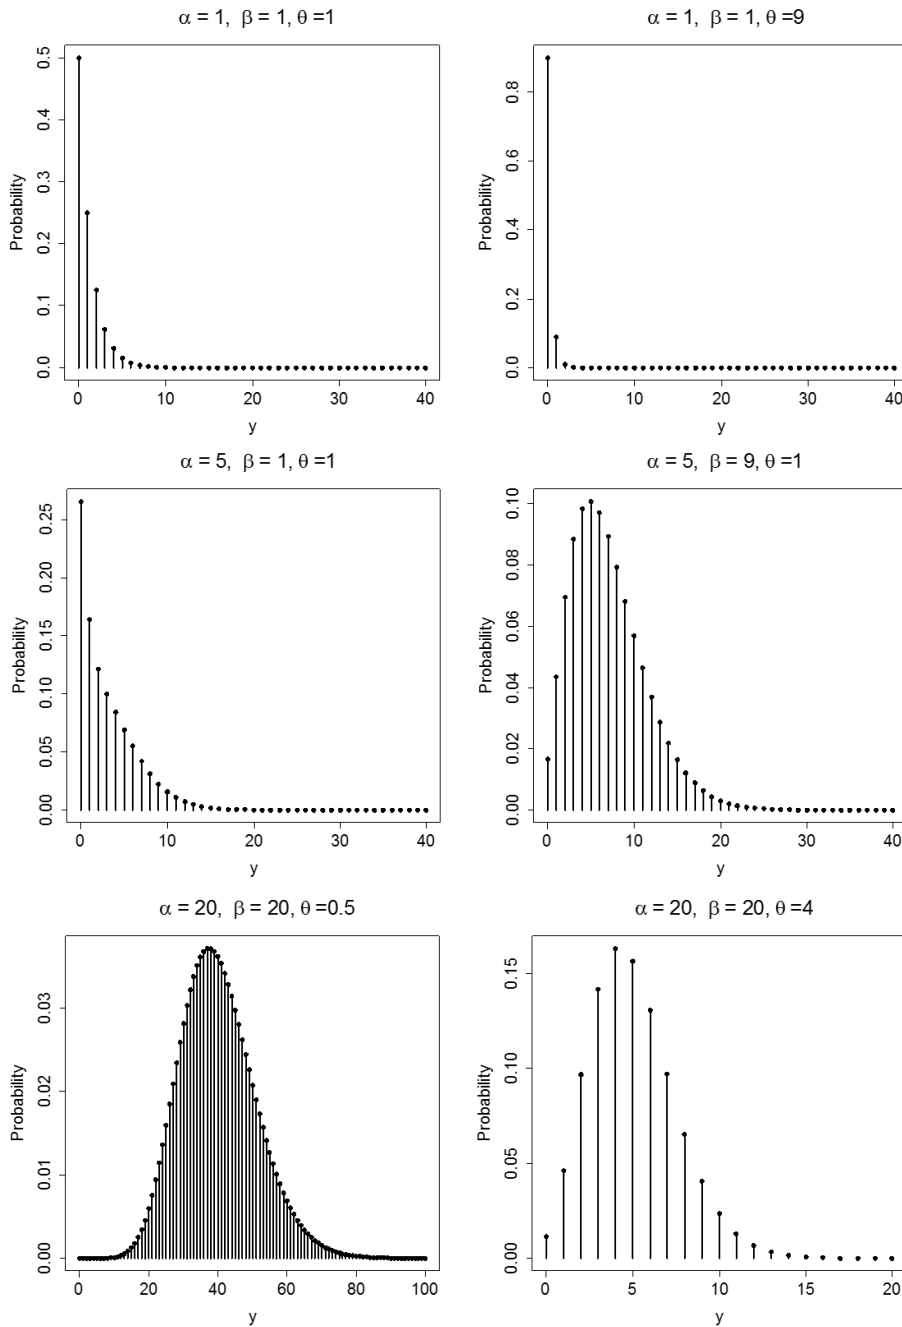 α = 1,  β = 1, θ =1
Probability
0.0 0.1 0.2 0.3 0.4 0.5
0 10 20 30 40
y
α = 1,  β = 1, θ =9
Probability
0.0 0.2 0.4 0.6 0.8
0 10 20 30 40
y
α = 5,  β = 1, θ =1
Probability
0.00 0.05 0.10 0.15 0.20 0.25
0 10 20 30 40
y
α = 5,  β = 9, θ =1
Probability
0.00 0.02 0.04 0.06 0.08 0.10
0 10 20 30 40
y
α = 20,  β = 20, θ =0.5
Probability
0.00 0.01 0.02 0.03
0 20 40 60 80 100
y
α = 20,  β = 20, θ =4
Probability
0.00 0.05 0.10 0.15
0 5 10 15 20
y